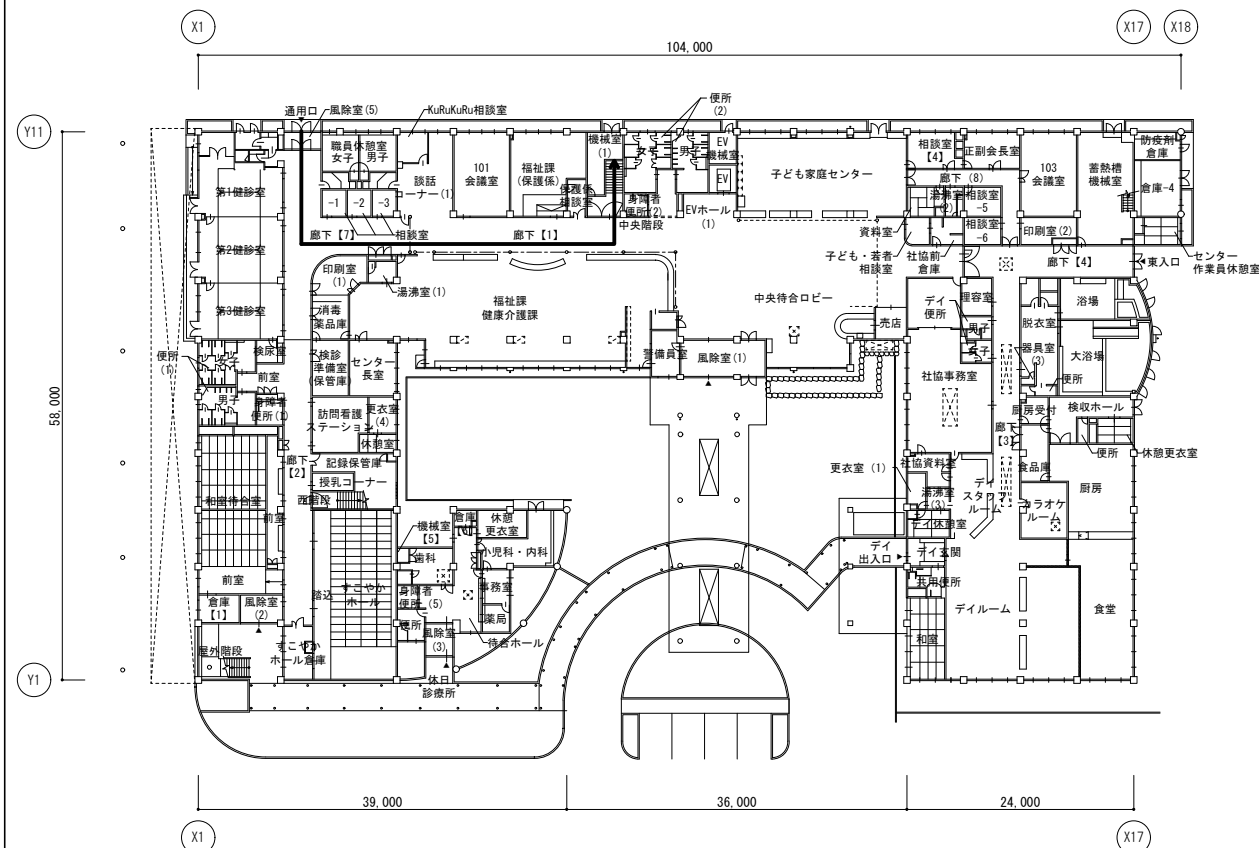 X1
X17
X18
104,000
Y11
通用口
風除室(5)
KuRuKuRu相談室
便所
(2)
職員休憩室
女子
男子
談話
コーナー(1)
101
会議室
福祉課
(保護係)
機械室
(1)
保護係
相談室
女子
男子
身障者
便所(2)
中央階段
EV
機械室
EV
EVホール
(1)
子ども家庭センター
相談室
【4】
正副会長室
廊下(8)
湯沸室
(2)
相談室
-5
相談室
-6
103
会議室
印刷室(2)
蓄熱槽
機械室
防疫剤
倉庫
倉庫-4
センター
作業員休憩室
東入口
資料室
子ども・若者
相談室
社協前
倉庫
廊下【4】
第1健診室
第2健診室
第3健診室
-1
-2
-3
廊下【7】
相談室
廊下【1】
印刷室
(1)
湯沸室(1)
消毒
薬品庫
福祉課
健康介護課
中央待合ロビー
売店
警備員室
風除室(1)
デイ
便所
理容室
男子
女子
脱衣室
浴場
大浴場
器具室
(3)
便所
便所
(1)
女子
男子
検尿室
前室
身障者
便所(1)
検診
準備室
(保管庫)
センター
長室
訪問看護
ステーション
更衣室
(4)
休憩室
廊下
【2】
記録保管庫
授乳コーナー
西階段
社協事務室
廊下
【3】
厨房受付
検収ホール
便所
休憩更衣室
食品庫
厨房
カラオケ
ルーム
更衣室(1)
社協資料室
湯沸室
(3)
デイ
スタッフ
ルーム
デイ休憩室
デイ
出入口
デイ玄関
共用便所
デイルーム
和室
食堂
和室待合室
前室
前室
倉庫
【1】
風除室
(2)
屋外階段
すこやか
ホール倉庫
踏込
すこやか
ホール
機械室
【5】
倉庫
休憩
更衣室
歯科
小児科・内科
身障者
便所(5)
便所
事務室
薬局
風除室
(3)
待合ホール
休日
診療所
58,000
Y1
39,000
36,000
24,000
X1
X17